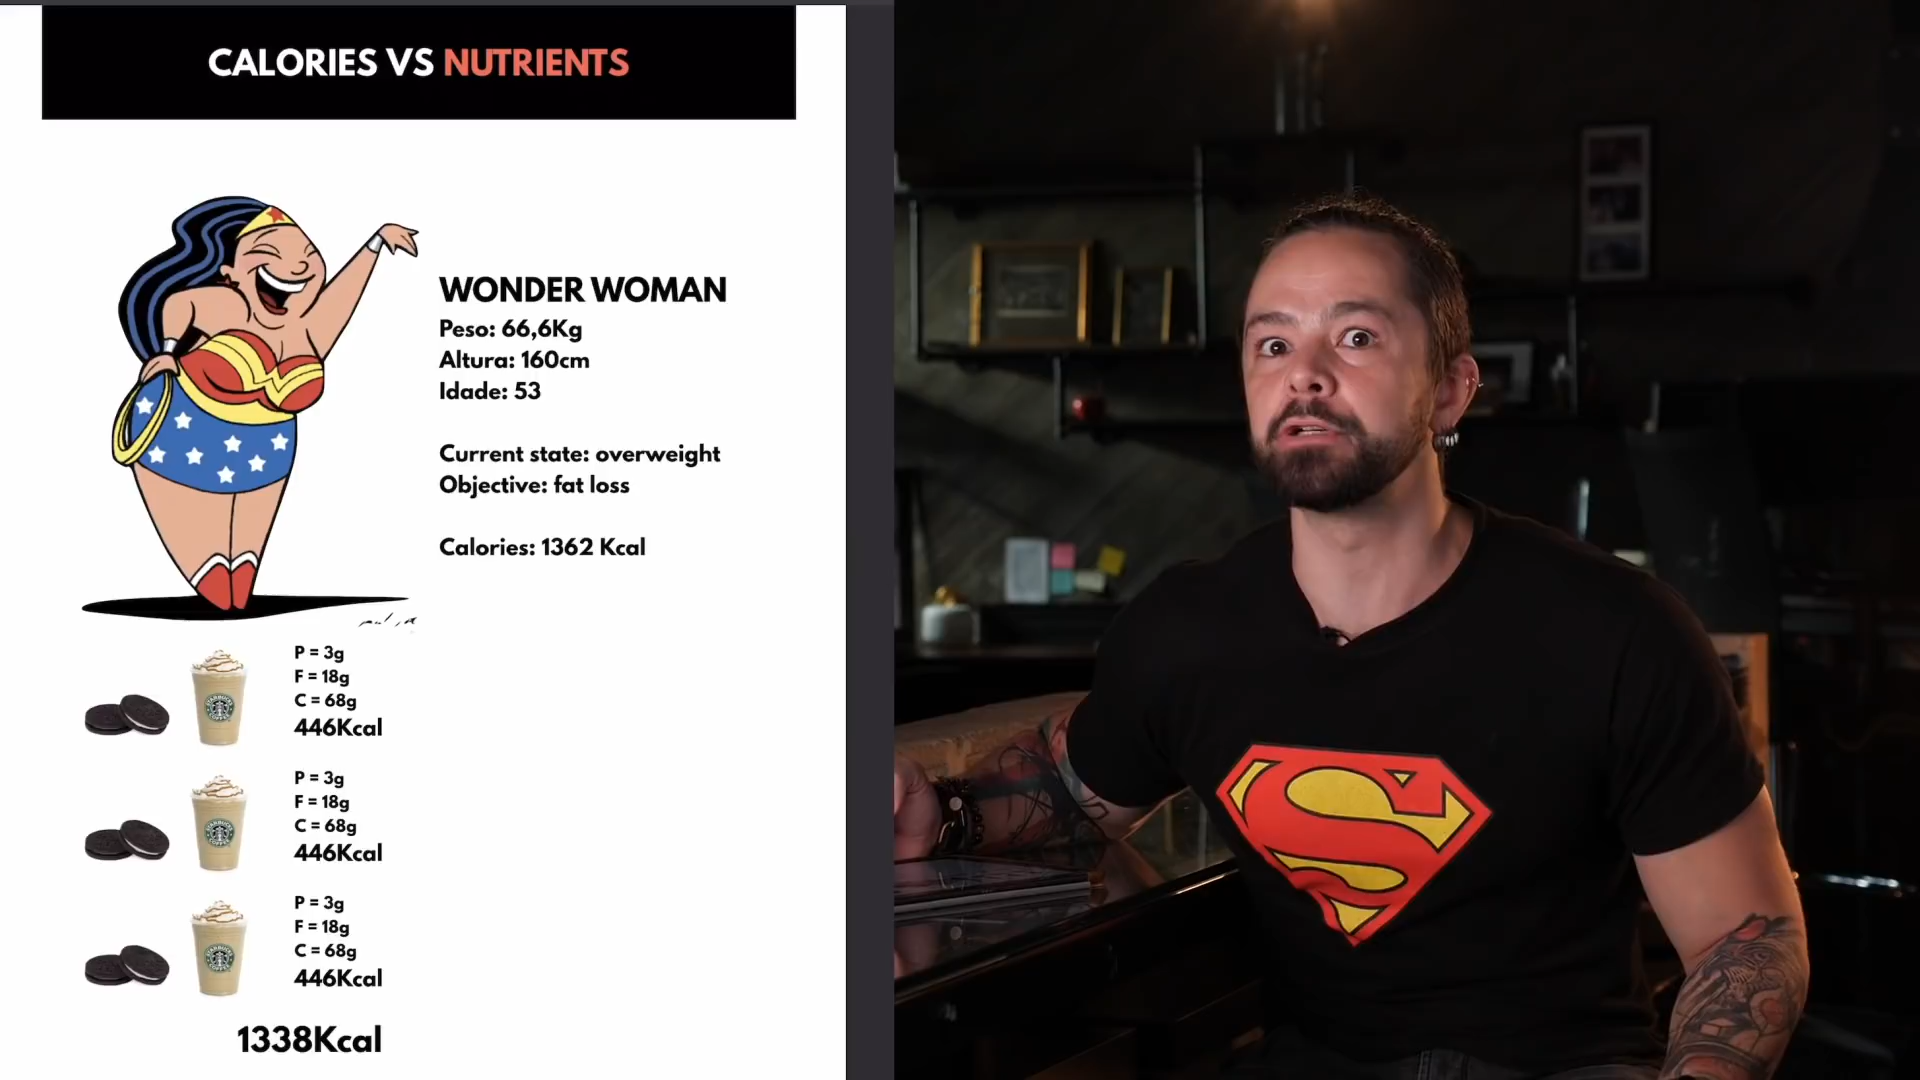 CALORIES VS NUTRIENTS
WONDER WOMAN
Peso: 66,6Kg
Altura: 160cm
Idade: 53
Current state: overweight
Objective: fat loss
Calories: 1362 Kcal
P = 3g
F = 18g
C = 68g
446Kcal
P = 3g
F = 18g
C = 68g
446Kcal
P = 3g
F = 18g
C = 68g
446Kcal
1338Kcal
S